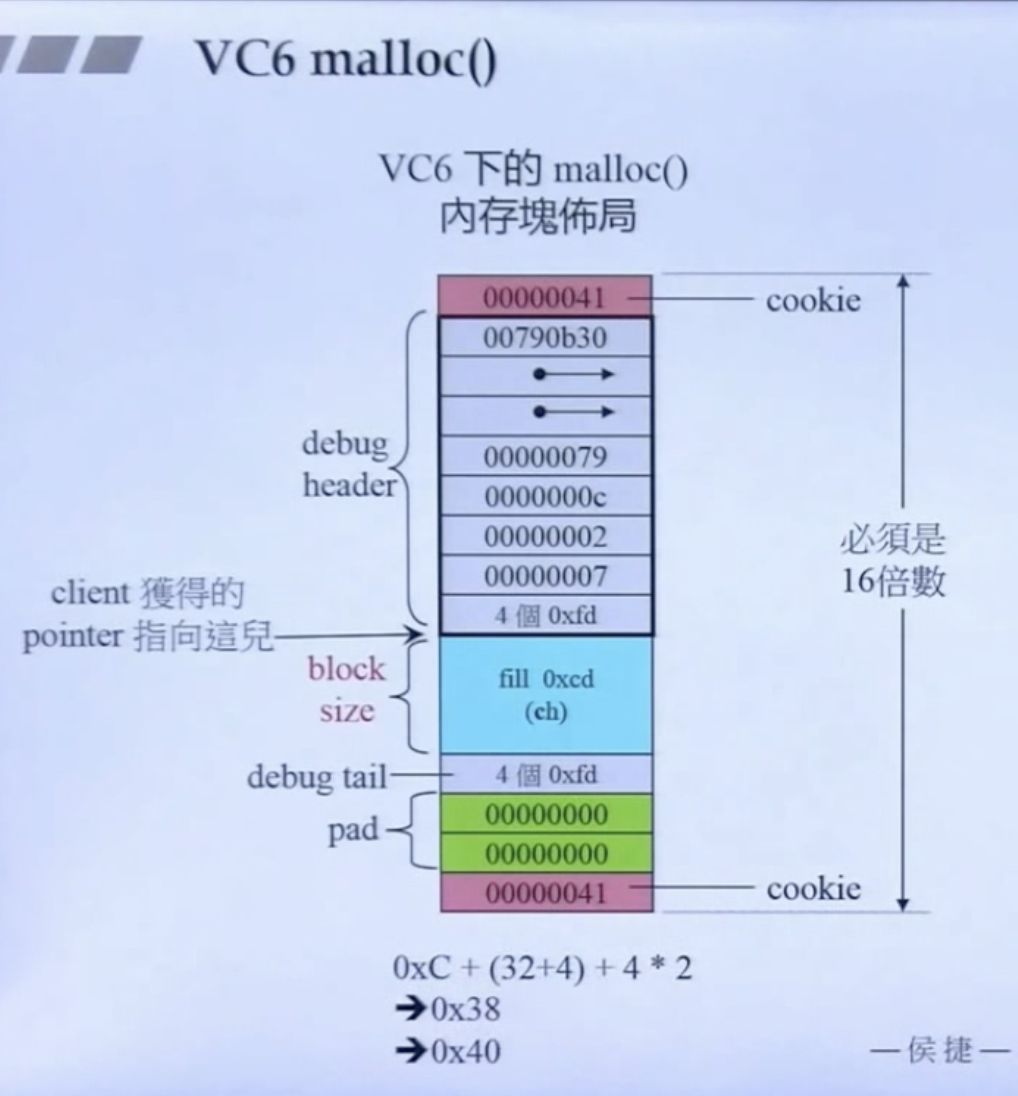 VC6 malloc()
VC6 下的 malloc()
內存塊佈局
00000041
cookie
00790b30
debug
header
00000079
0000000c
00000002
00000007
4 個 0xfd
client 獲得的
pointer 指向這兒
block
size
fill 0xcd
(ch)
debug tail
4 個 0xfd
pad
00000000
00000000
00000041
cookie
必須是
16倍數
0xC + (32+4) + 4 * 2
➔0x38
➔0x40
—侯捷—